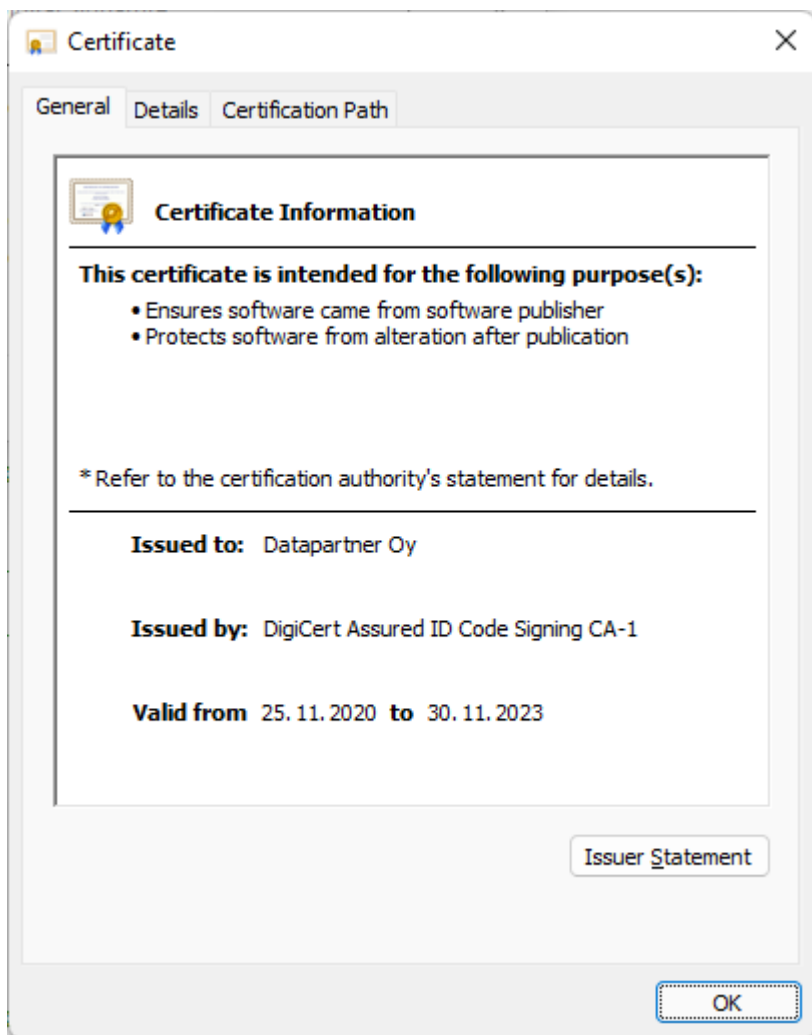 Certificate
General Details Certification Path
Certificate Information
This certificate is intended for the following purpose(s):
• Ensures software came from software publisher
• Protects software from alteration after publication
* Refer to the certification authority's statement for details.
Issued to: Datapartner Oy
Issued by: DigiCert Assured ID Code Signing CA-1
Valid from 25. 11. 2020 to 30. 11. 2023
Issuer Statement
OK